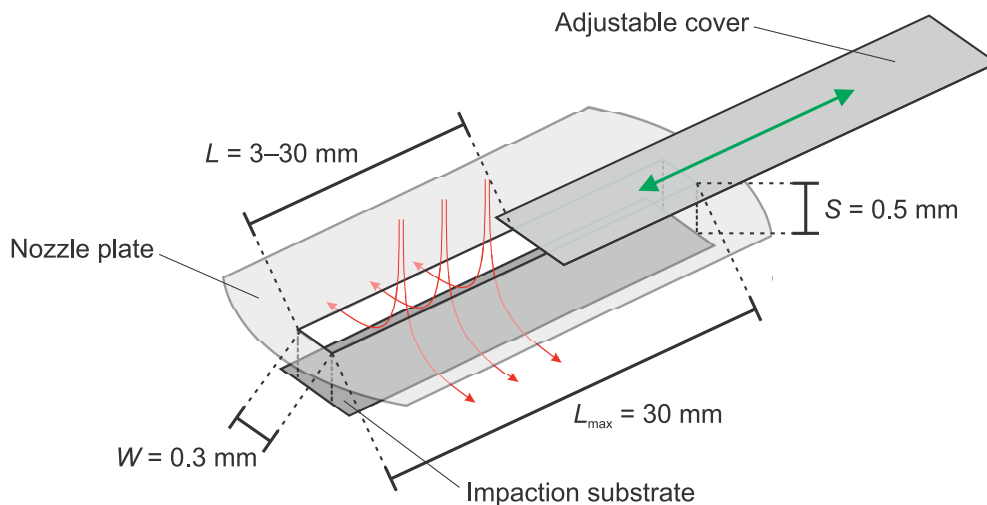 Adjustable cover
L = 3–30 mm
S = 0.5 mm
Nozzle plate
Lmax = 30 mm
W = 0.3 mm
Impaction substrate